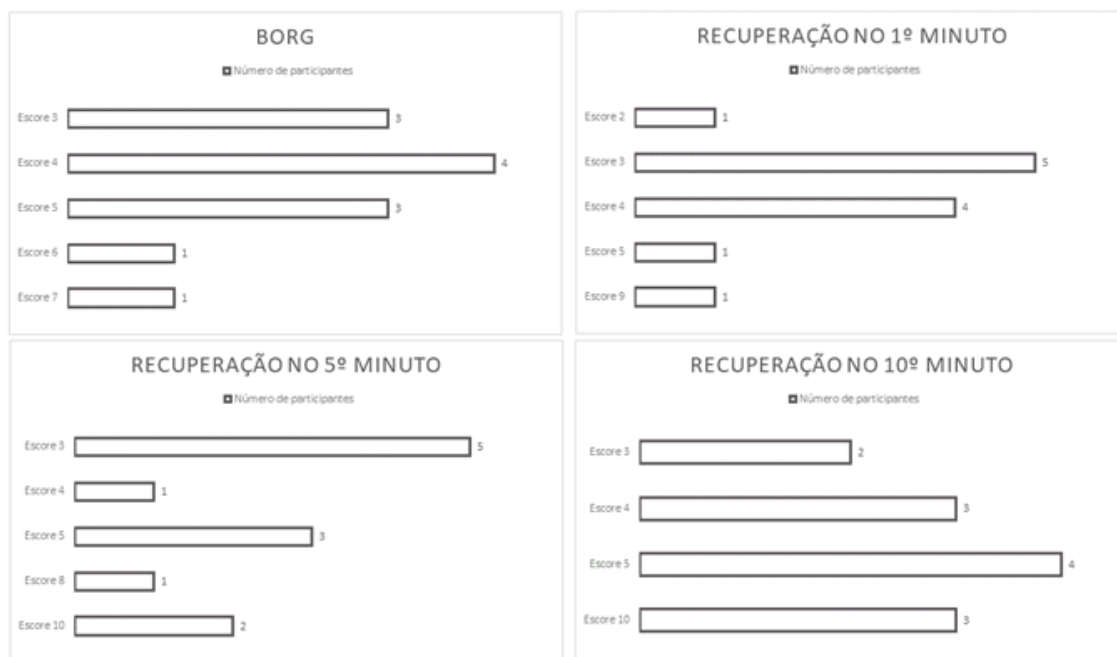 BORG
Número de participantes
Escore 3 3
Escore 4 4
Escore 5 3
Escore 6 1
Escore 7 1
RECUPERAÇÃO NO 1º MINUTO
Número de participantes
Escore 2 1
Escore 3 5
Escore 4 4
Escore 5 1
Escore 9 1
RECUPERAÇÃO NO 5º MINUTO
Número de participantes
Escore 3 5
Escore 4 1
Escore 5 3
Escore 8 1
Escore 10 2
RECUPERAÇÃO NO 10º MINUTO
Número de participantes
Escore 3 2
Escore 4 3
Escore 5 4
Escore 10 3